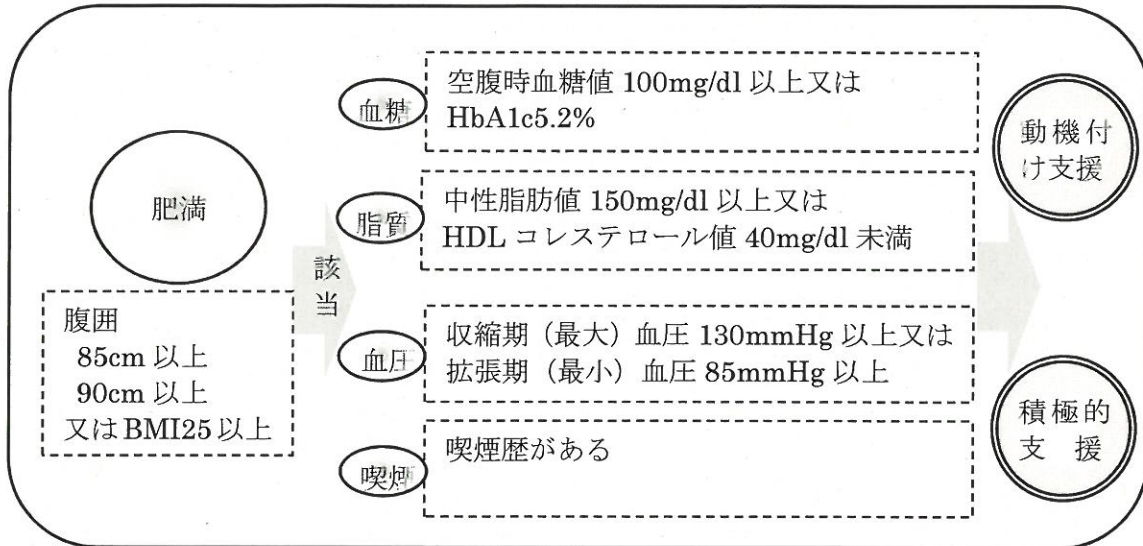 肥満
腹囲
85cm 以上
90cm 以上
又は BMI25 以上
該当
血糖
空腹時血糖値 100mg/dl 以上又は
HbA1c5.2%
脂質
中性脂肪値 150mg/dl 以上又は
HDL コレステロール値 40mg/dl 未満
血圧
収縮期（最大）血圧 130mmHg 以上又は
拡張期（最小）血圧 85mmHg 以上
喫煙
喫煙歴がある
動機付
け支援
積極的
支援